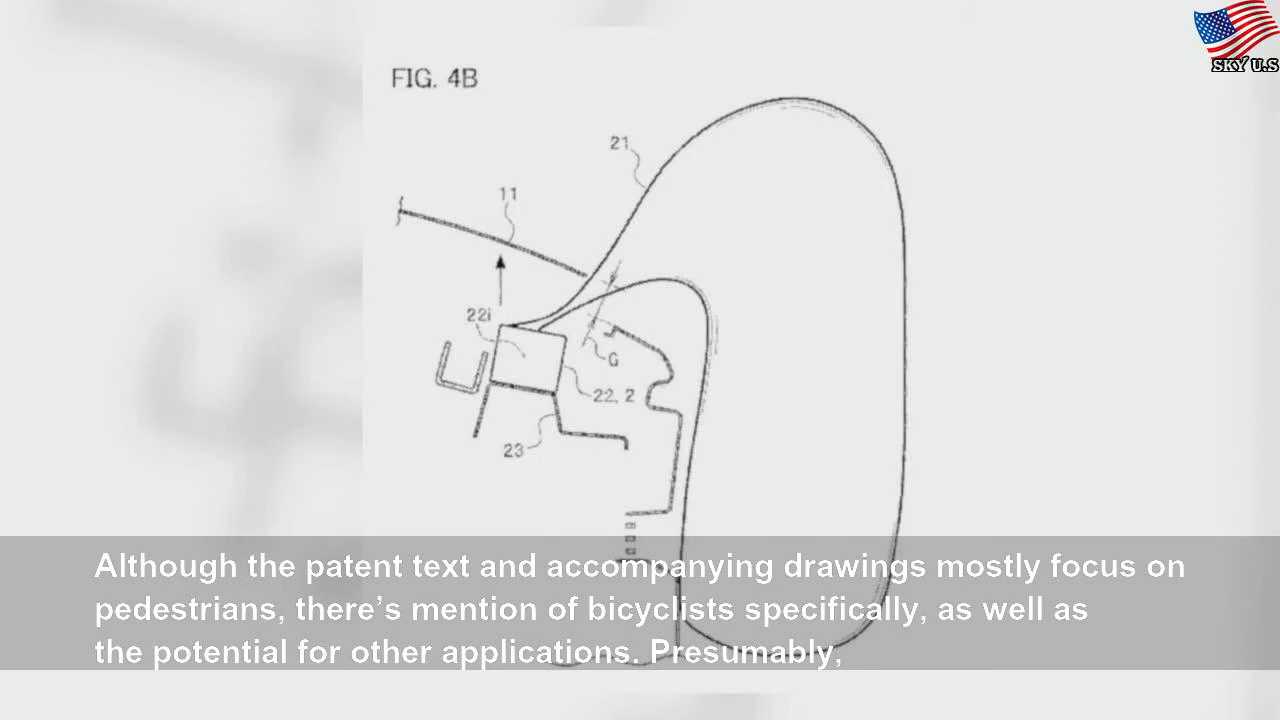 SKY U.S
FIG. 4B
21
11
22i
G
22, 2
23
Although the patent text and accompanying drawings mostly focus on
pedestrians, there’s mention of bicyclists specifically, as well as
the potential for other applications. Presumably,